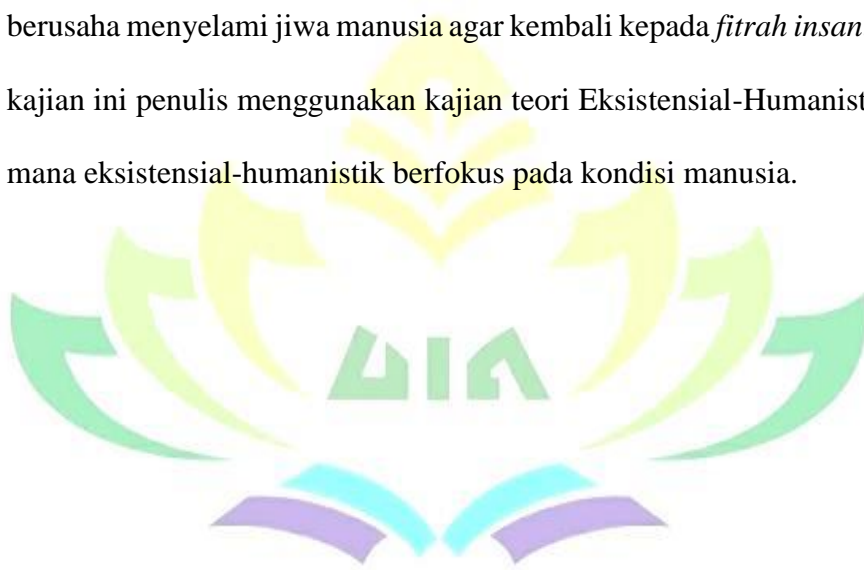 berusaha menyelami jiwa manusia agar kembali kepada fitrah insan
kajian ini penulis menggunakan kajian teori Eksistensial-Humanist
mana eksistensial-humanistik berfokus pada kondisi manusia.
UIN